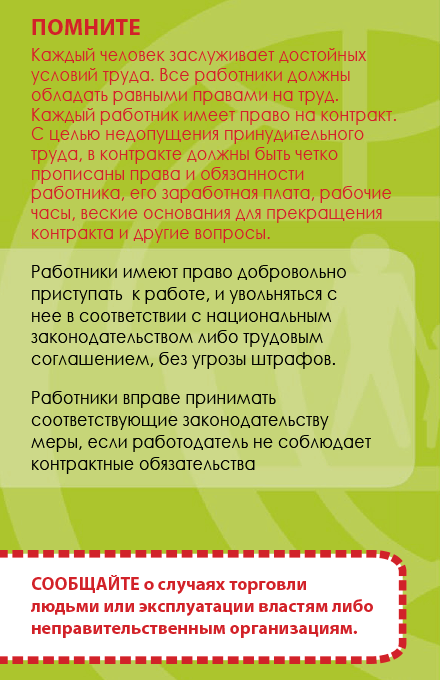 ПОМНИТЕ
Каждый человек заслуживает достойных
условий труда. Все работники должны
обладать равными правами на труд.
Каждый работник имеет право на контракт.
С целью недопущения принудительного
труда, в контракте должны быть четко
прописаны права и обязанности
работника, его заработная плата, рабочие
часы, веские основания для прекращения
контракта и другие вопросы.
Работники имеют право добровольно
приступать  к работе, и увольняться с
нее в соответствии с национальным
законодательством либо трудовым
соглашением, без угрозы штрафов.
Работники вправе принимать
соответствующие законодательству
меры, если работодатель не соблюдает
контрактные обязательства
СООБЩАЙТЕ о случаях торговли
людьми или эксплуатации властям либо
неправительственным организациям.